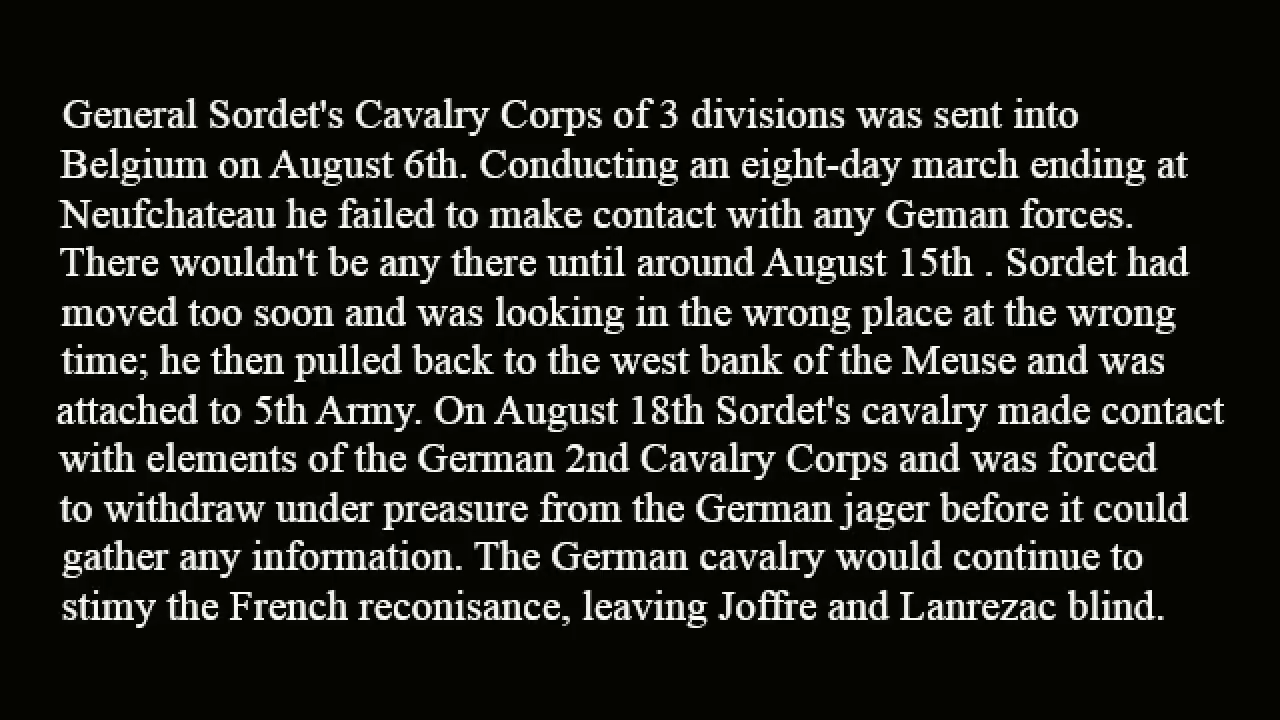 General Sordet's Cavalry Corps of 3 divisions was sent into
Belgium on August 6th. Conducting an eight-day march ending at
Neufchateau he failed to make contact with any Geman forces.
There wouldn't be any there until around August 15th . Sordet had
moved too soon and was looking in the wrong place at the wrong
time; he then pulled back to the west bank of the Meuse and was
attached to 5th Army. On August 18th Sordet's cavalry made contact
with elements of the German 2nd Cavalry Corps and was forced
to withdraw under preasure from the German jager before it could
gather any information. The German cavalry would continue to
stimy the French reconisance, leaving Joffre and Lanrezac blind.